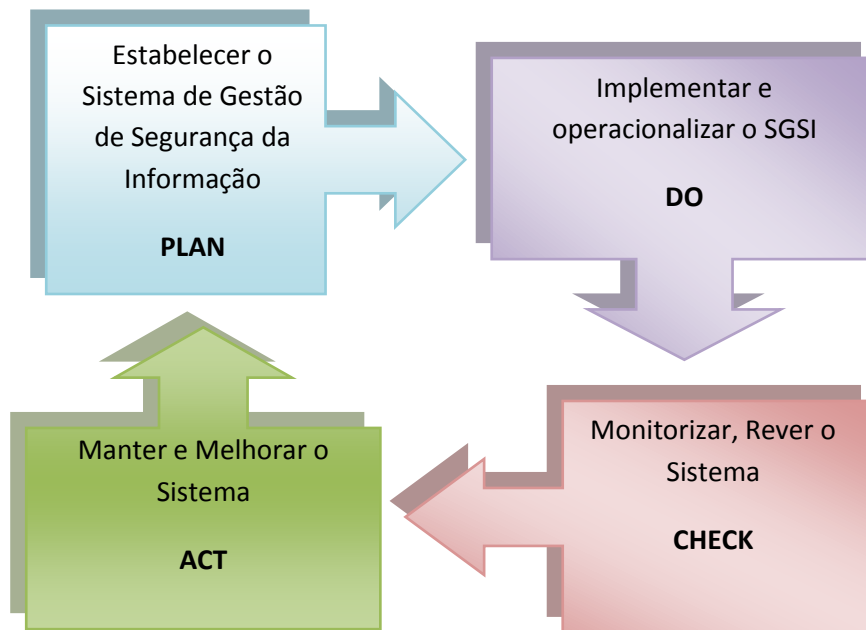 Estabelecer o
Sistema de Gestão
de Segurança da
Informação
PLAN
Implementar e
operacionalizar o SGSI
DO
Monitorizar, Rever o
Sistema
CHECK
Manter e Melhorar o
Sistema
ACT